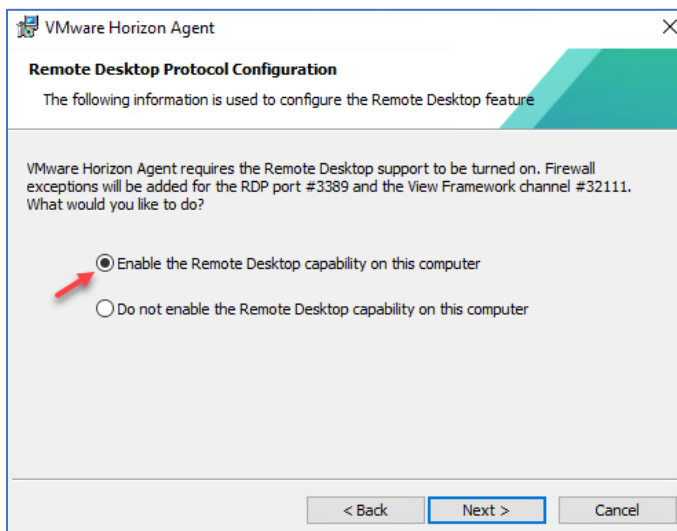 VMware Horizon Agent
Remote Desktop Protocol Configuration
The following information is used to configure the Remote Desktop feature
VMware Horizon Agent requires the Remote Desktop support to be turned on. Firewall
exceptions will be added for the RDP port #3389 and the View Framework channel #32111.
What would you like to do?
Enable the Remote Desktop capability on this computer
Do not enable the Remote Desktop capability on this computer
< Back Next > Cancel